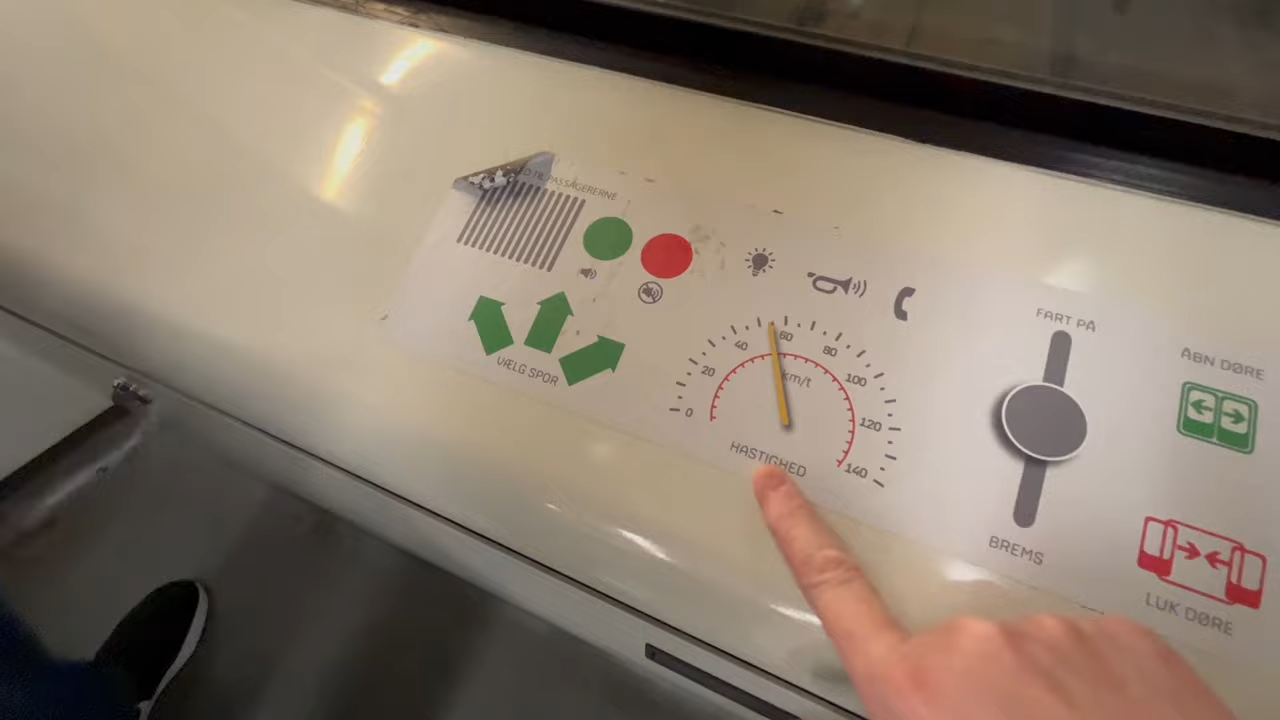 TIL PASSAGERERNE
VÆLG SPOR
0
20
40
60
80
100
120
140
km/t
HASTIGHED
FART PÅ
BREMS
ÅBN DØRE
LUK DØRE